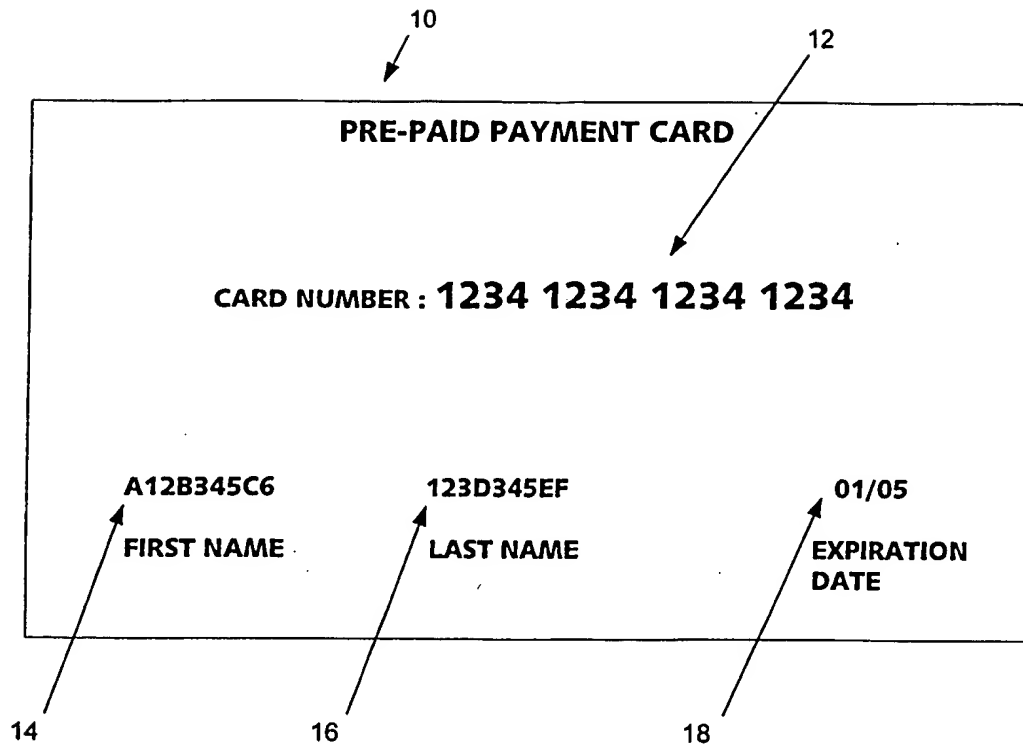 10
12
PRE-PAID PAYMENT CARD
CARD NUMBER : 1234 1234 1234 1234
A12B345C6 123D345EF 01/05
FIRST NAME LAST NAME EXPIRATION
DATE
14 16 18